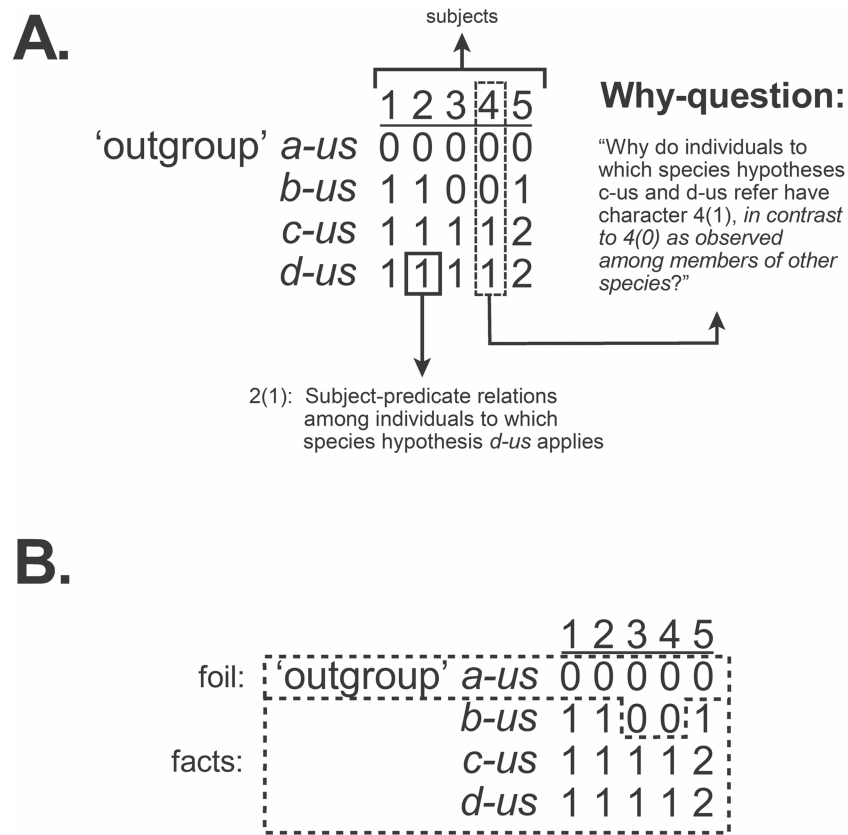 A.
subjects
1 2 3 4 5
‘outgroup’ a-us 0 0 0 0 0
b-us 1 1 0 0 1
c-us 1 1 1 1 2
d-us 1 1 1 1 2
Why-question:
“Why do individuals to
which species hypotheses
c-us and d-us refer have
character 4(1), in contrast
to 4(0) as observed
among members of other
species?”
2(1): Subject-predicate relations
among individuals to which
species hypothesis d-us applies
B.
1 2 3 4 5
foil: ‘outgroup’ a-us 0 0 0 0 0
b-us 1 1 0 0 1
facts: c-us 1 1 1 1 2
d-us 1 1 1 1 2